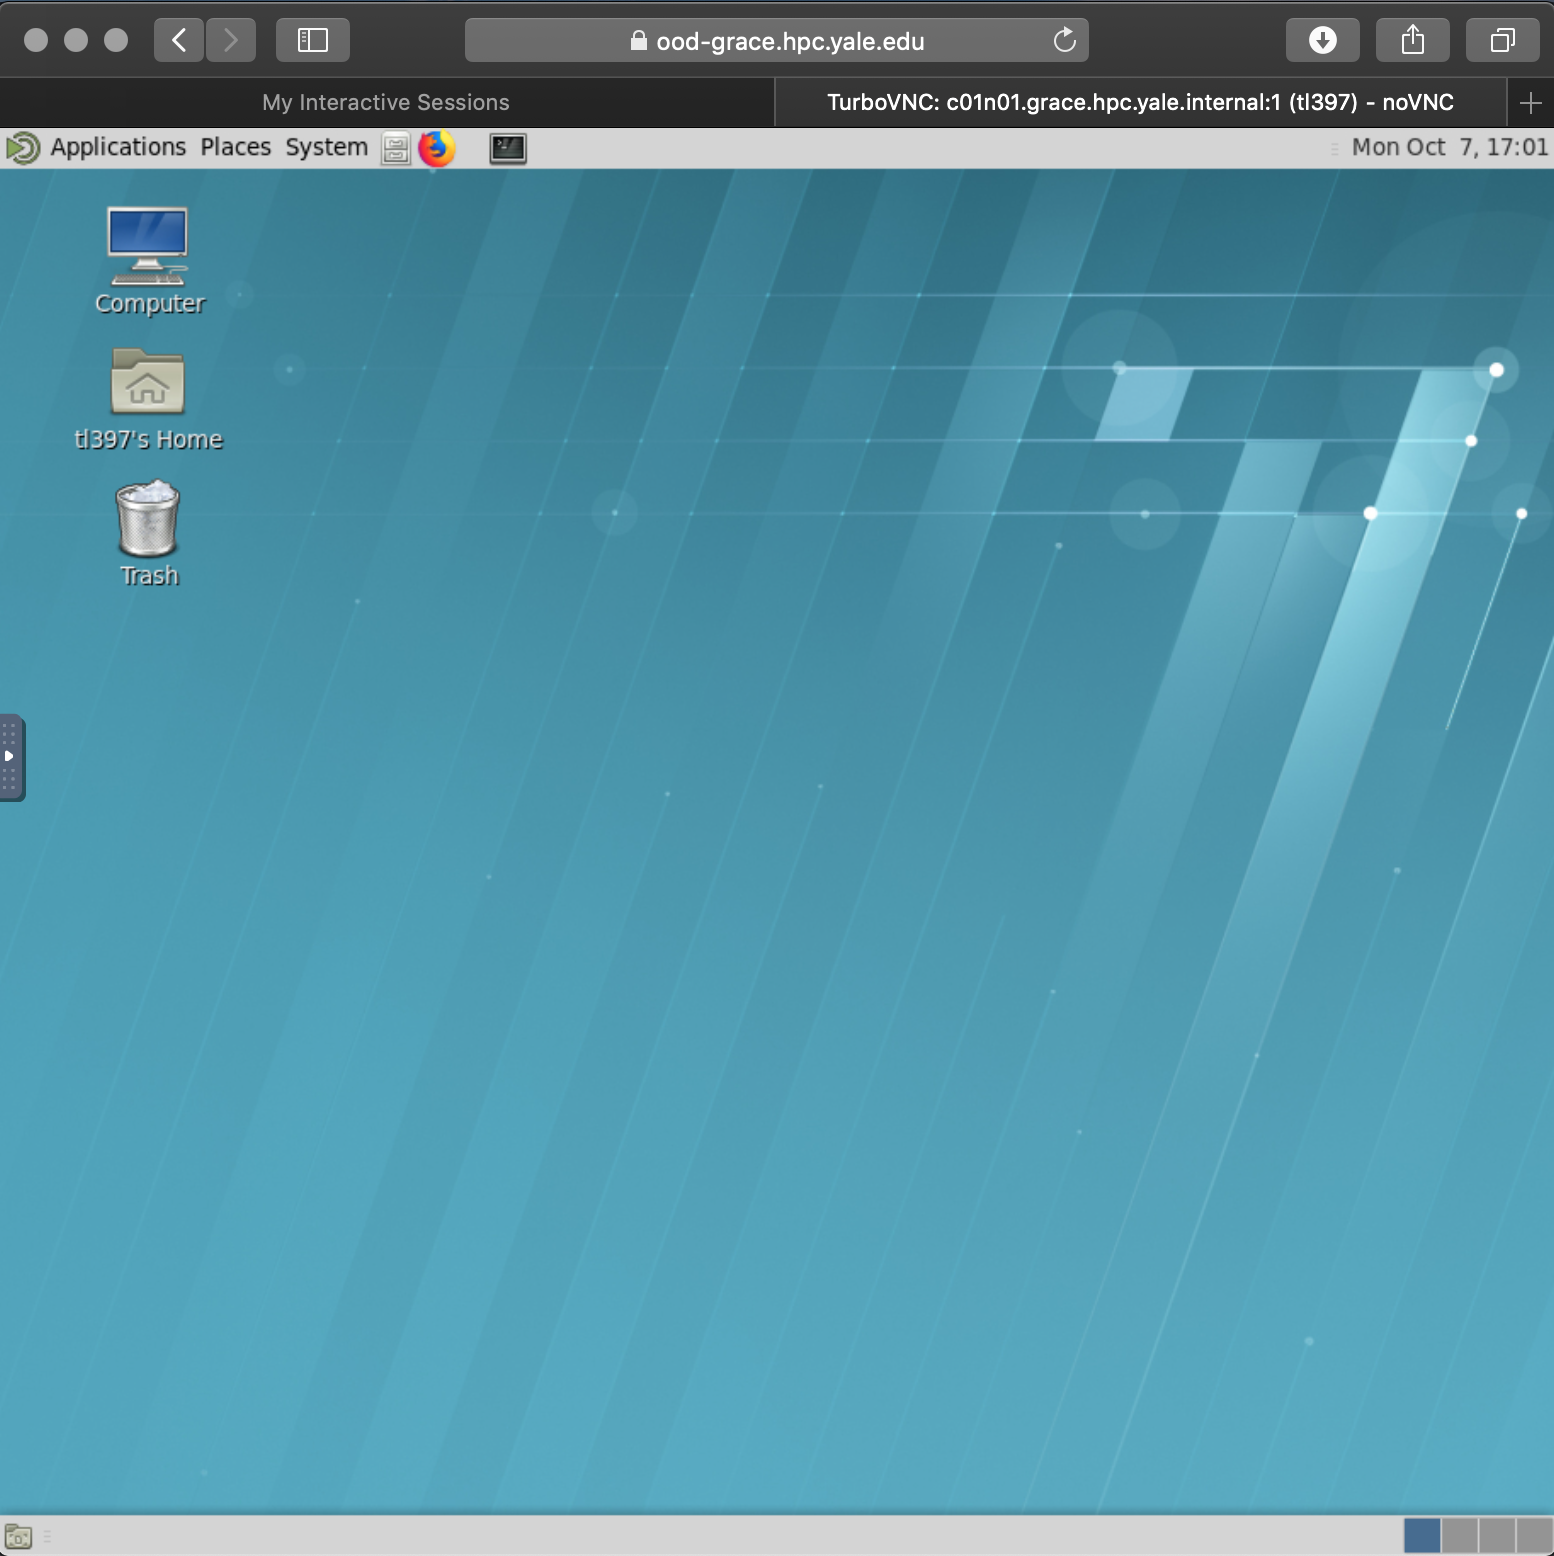 ood-grace.hpc.yale.edu
My Interactive Sessions
TurboVNC: c01n01.grace.hpc.yale.internal:1 (tl397) - noVNC
Applications Places System
Mon Oct 7, 17:01
Computer
tl397's Home
Trash